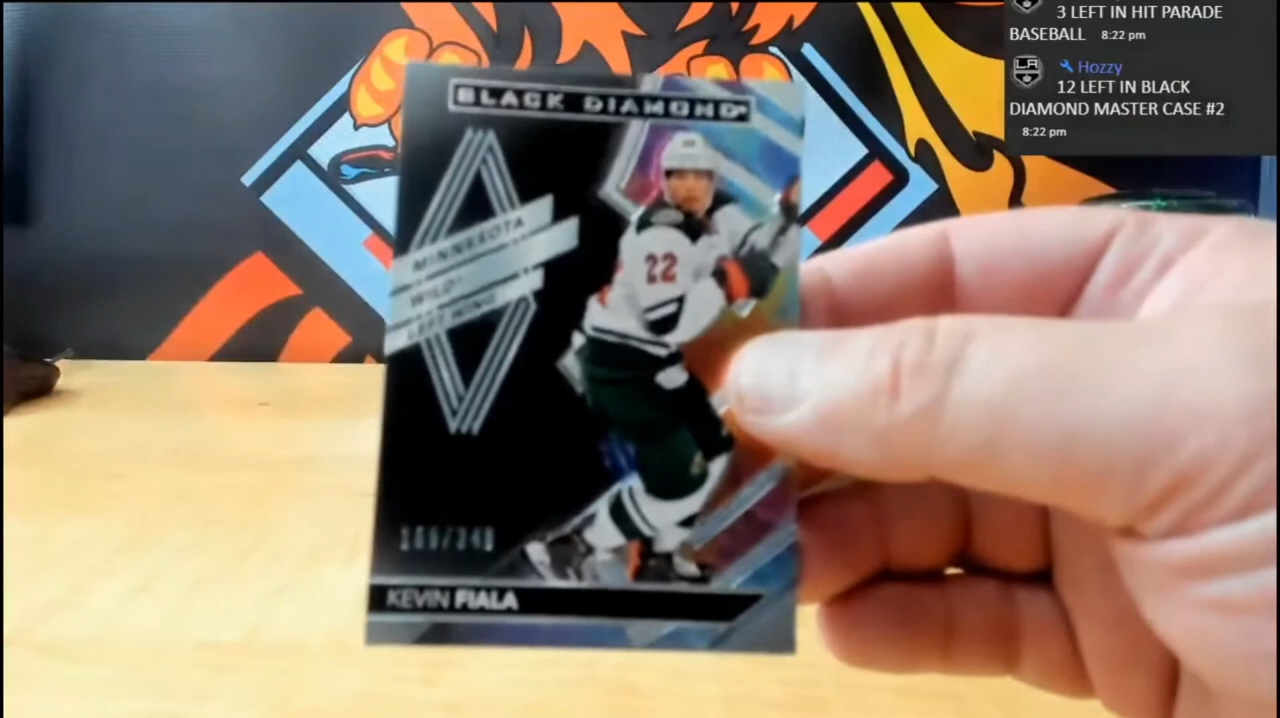 3 LEFT IN HIT PARADE
BASEBALL 8:22 pm
LA
Hozzy
12 LEFT IN BLACK
DIAMOND MASTER CASE #2
8:22 pm
BLACK DIAMOND
MINNESOTA
WILD
LEFT WING
22
KEVIN FIALA